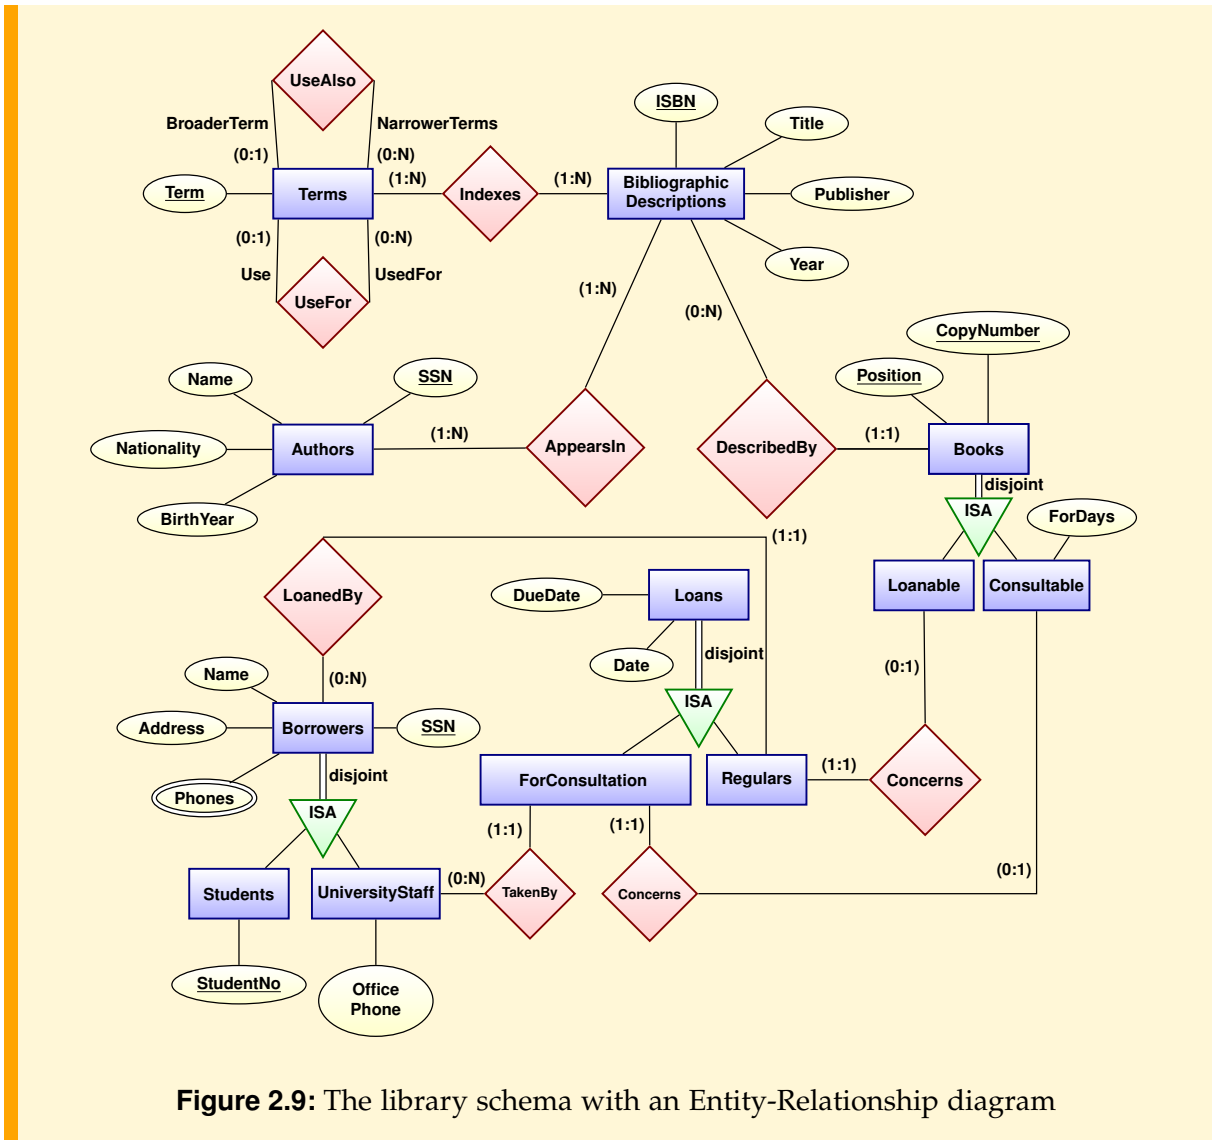 UseAlso
BroaderTerm
NarrowerTerms
(0:1)
(0:N)
Term
Terms
(1:N)
Indexes
(1:N)
ISBN
Title
Bibliographic
Descriptions
Publisher
Year
(0:1)
(0:N)
Use
UsedFor
UseFor
(1:N)
(0:N)
CopyNumber
Position
Name
SSN
Nationality
Authors
(1:N)
AppearsIn
DescribedBy
(1:1)
Books
BirthYear
disjoint
ISA
ForDays
(1:1)
Loanable
Consultable
LoanedBy
DueDate
Loans
Date
disjoint
ISA
(0:1)
Name
(0:N)
Address
Borrowers
SSN
Phones
disjoint
ISA
ForConsultation
Regulars
(1:1)
Concerns
(1:1)
(1:1)
Students
UniversityStaff
(0:N)
TakenBy
Concerns
(0:1)
StudentNo
Office
Phone
Figure 2.9: The library schema with an Entity-Relationship diagram